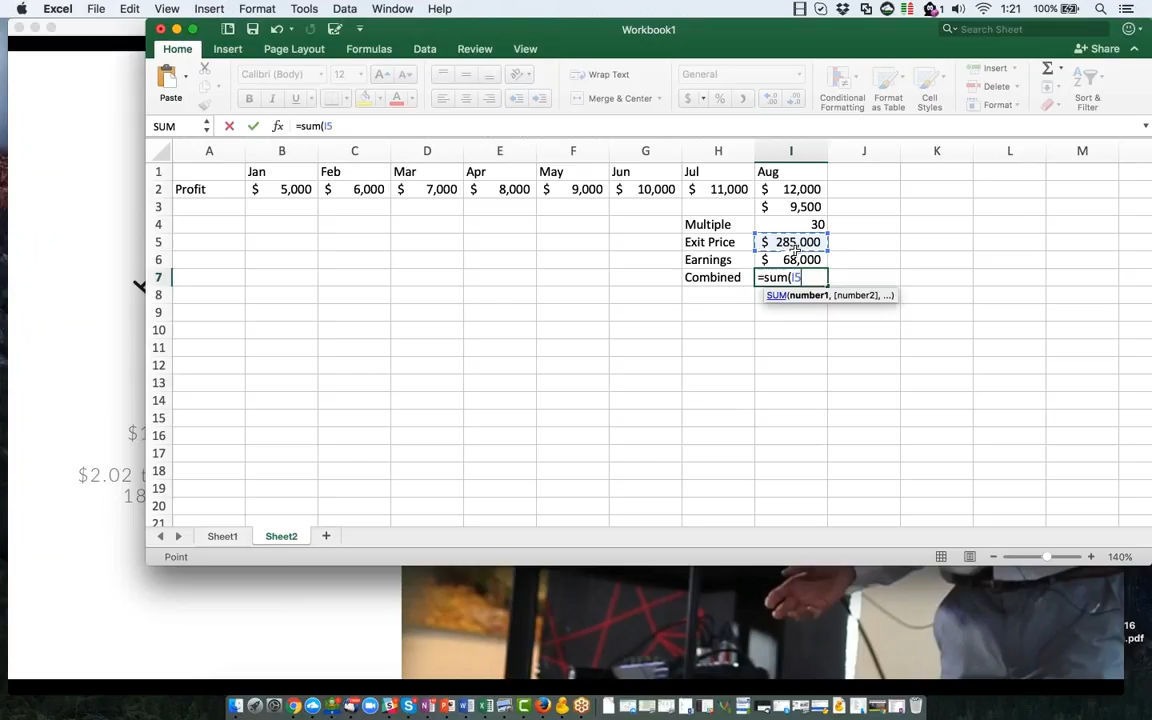 Excel File Edit View Insert Format Tools Data Window Help 1 1:21 100%
Workbook1
Search Sheet
Home Insert Page Layout Formulas Data Review View Share
Paste Calibri (Body) 12 A A Wrap Text General Insert
B I U A Merge & Center $ % Conditional Formatting Format as Table Cell Styles Delete Format Sort & Filter
SUM fx =sum(I5
A B C D E F G H I J K L M
1 Jan Feb Mar Apr May Jun Jul Aug
2 Profit $ 5,000 $ 6,000 $ 7,000 $ 8,000 $ 9,000 $ 10,000 $ 11,000 $ 12,000
3 $ 9,500
4 Multiple 30
5 Exit Price $ 285,000
6 Earnings $ 68,000
7 Combined =sum(I5
8 SUM(number1, [number2], ...)
9
10
11
12
13
14
15
16
17
18
19
20
21
$1
$2.02 t
18
Sheet1 Sheet2
Point 140%
16
.pdf